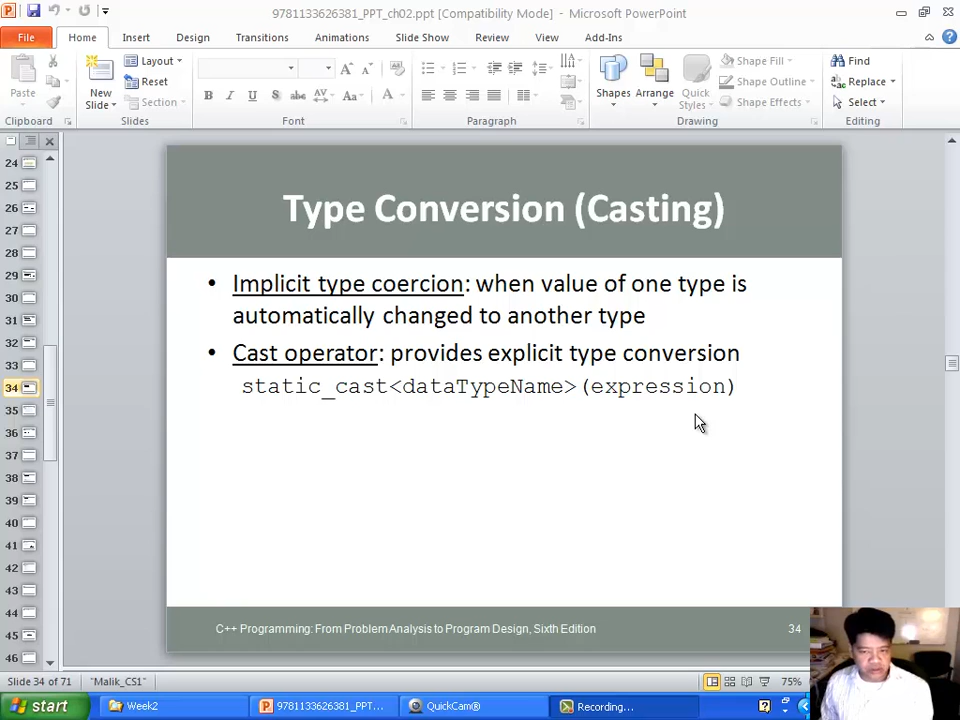 9781133626381_PPT_ch02.ppt [Compatibility Mode] - Microsoft PowerPoint
File Home Insert Design Transitions Animations Slide Show Review View Add-Ins
Paste
New Slide
Layout
Reset
Section
B I U S abc AV Aa A
Shapes Arrange Quick Styles
Shape Fill
Shape Outline
Shape Effects
Find
Replace
Select
Clipboard Slides Font Paragraph Drawing Editing
24
25
26
27
28
29
30
31
32
33
34
35
36
37
38
39
40
41
42
43
44
45
46
Type Conversion (Casting)
• Implicit type coercion: when value of one type is
automatically changed to another type
• Cast operator: provides explicit type conversion
static_cast<dataTypeName>(expression)
C++ Programming: From Problem Analysis to Program Design, Sixth Edition 34
Slide 34 of 71 "Malik_CS1" 75%
start Week2 9781133626381_PPT... QuickCam® Recording...